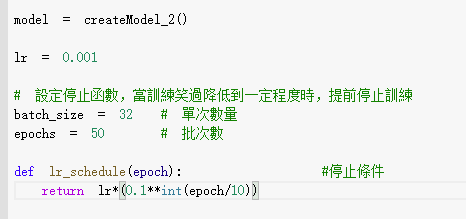 model = createModel_2()
lr = 0.001
# 設定停止函數，當訓練笑過降低到一定程度時，提前停止訓練
batch_size = 32 # 單次數量
epochs = 50 # 批次數
def lr_schedule(epoch): #停止條件
return lr*(0.1**int(epoch/10))